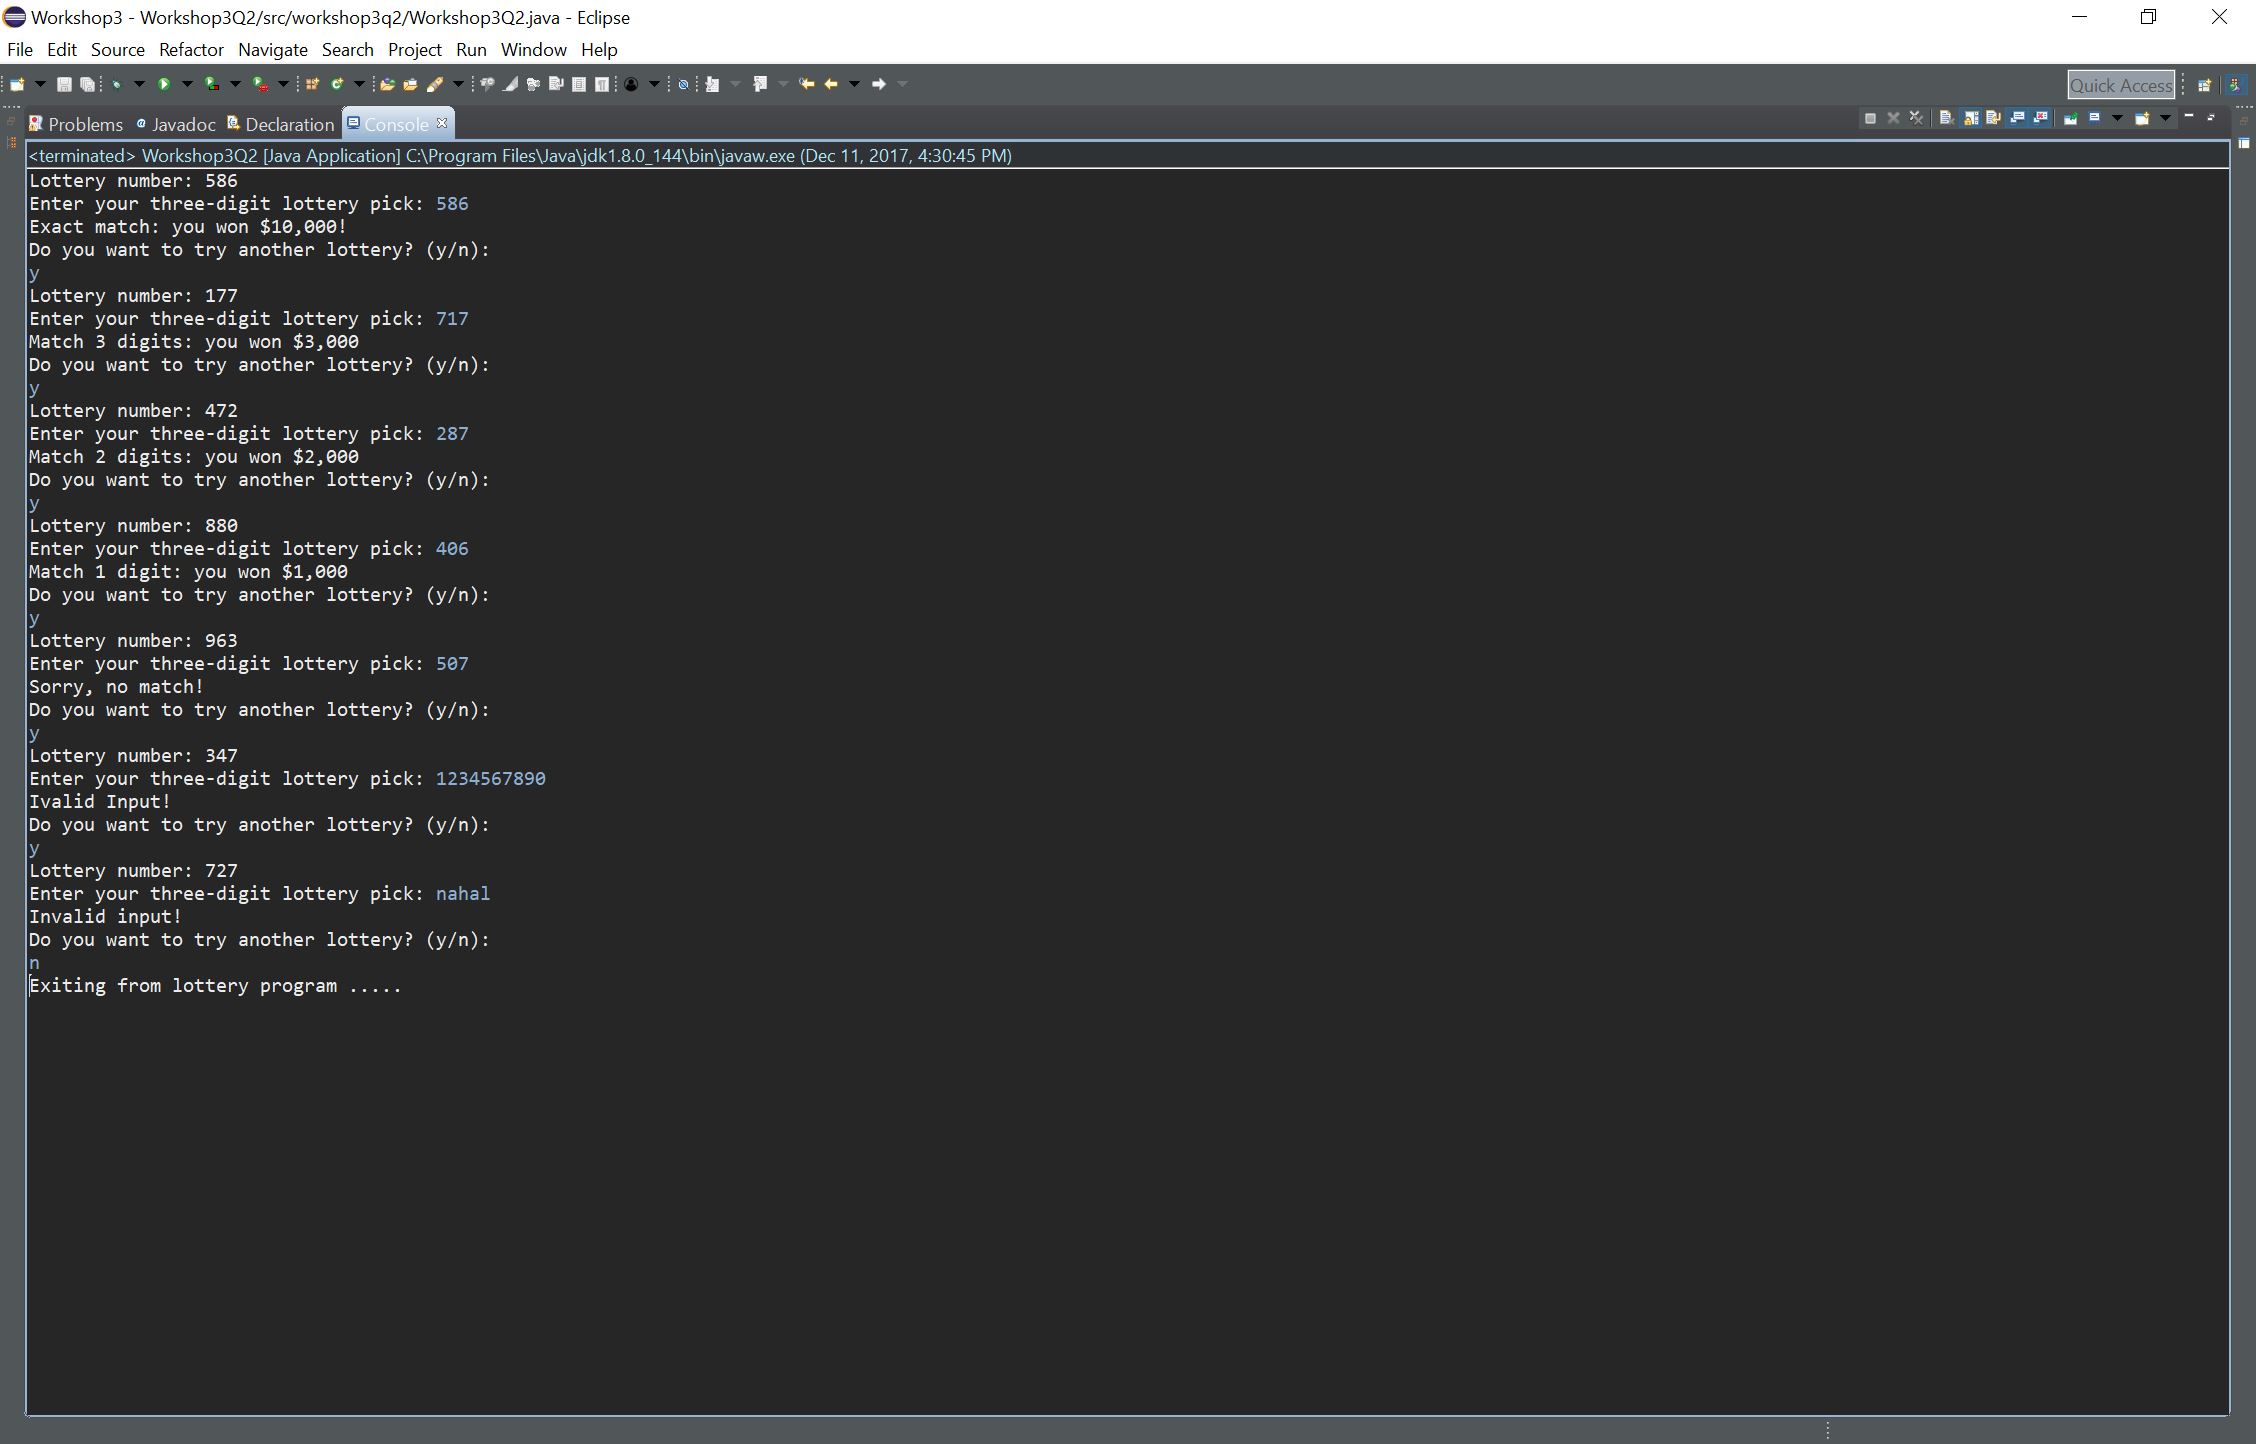 Workshop3 - Workshop3Q2/src/workshop3q2/Workshop3Q2.java - Eclipse
File Edit Source Refactor Navigate Search Project Run Window Help
Quick Access
Problems @ Javadoc Declaration Console
<terminated> Workshop3Q2 [Java Application] C:\Program Files\Java\jdk1.8.0_144\bin\javaw.exe (Dec 11, 2017, 4:30:45 PM)
Lottery number: 586
Enter your three-digit lottery pick: 586
Exact match: you won $10,000!
Do you want to try another lottery? (y/n):
y
Lottery number: 177
Enter your three-digit lottery pick: 717
Match 3 digits: you won $3,000
Do you want to try another lottery? (y/n):
y
Lottery number: 472
Enter your three-digit lottery pick: 287
Match 2 digits: you won $2,000
Do you want to try another lottery? (y/n):
y
Lottery number: 880
Enter your three-digit lottery pick: 406
Match 1 digit: you won $1,000
Do you want to try another lottery? (y/n):
y
Lottery number: 963
Enter your three-digit lottery pick: 507
Sorry, no match!
Do you want to try another lottery? (y/n):
y
Lottery number: 347
Enter your three-digit lottery pick: 1234567890
Ivalid Input!
Do you want to try another lottery? (y/n):
y
Lottery number: 727
Enter your three-digit lottery pick: nahal
Invalid input!
Do you want to try another lottery? (y/n):
n
Exiting from lottery program .....